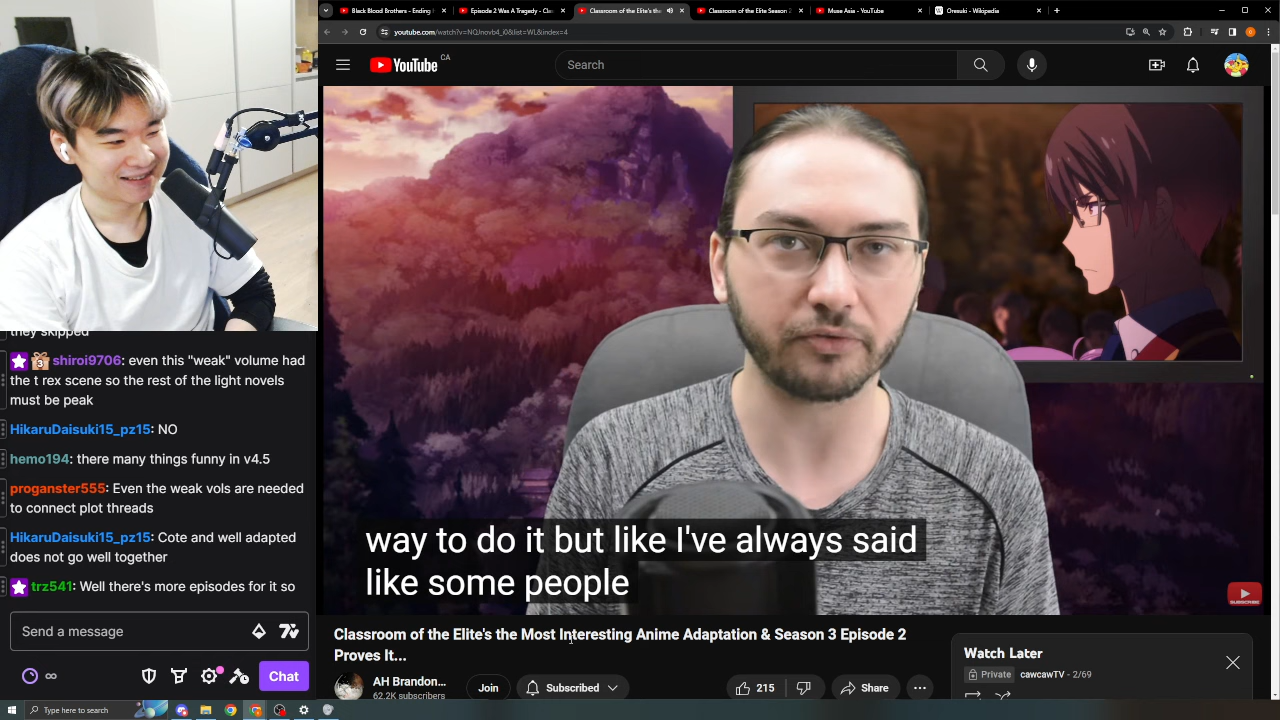 Black Blood Brothers - Ending
Episode 2 Was A Tragedy - Cla
Classroom of the Elite's the
Classroom of the Elite Season 2
Muse Asia - YouTube
Oresuki - Wikipedia
youtube.com/watch?v=NQJnovb4_i0&list=WL&index=4
YouTube CA
Search
they skipped
shiroi9706: even this "weak" volume had
the t rex scene so the rest of the light novels
must be peak
HikaruDaisuki15_pz15: NO
hemo194: there many things funny in v4.5
proganster555: Even the weak vols are needed
to connect plot threads
HikaruDaisuki15_pz15: Cote and well adapted
does not go well together
trz541: Well there's more episodes for it so
Send a message
Chat
way to do it but like I've always said
like some people
SUBSCRIBE
Classroom of the Elite's the Most Interesting Anime Adaptation & Season 3 Episode 2
Proves It...
AH Brandon...
62.2K subscribers
Join
Subscribed
215
Share
Watch Later
Private cawcawTV - 2/69
Type here to search